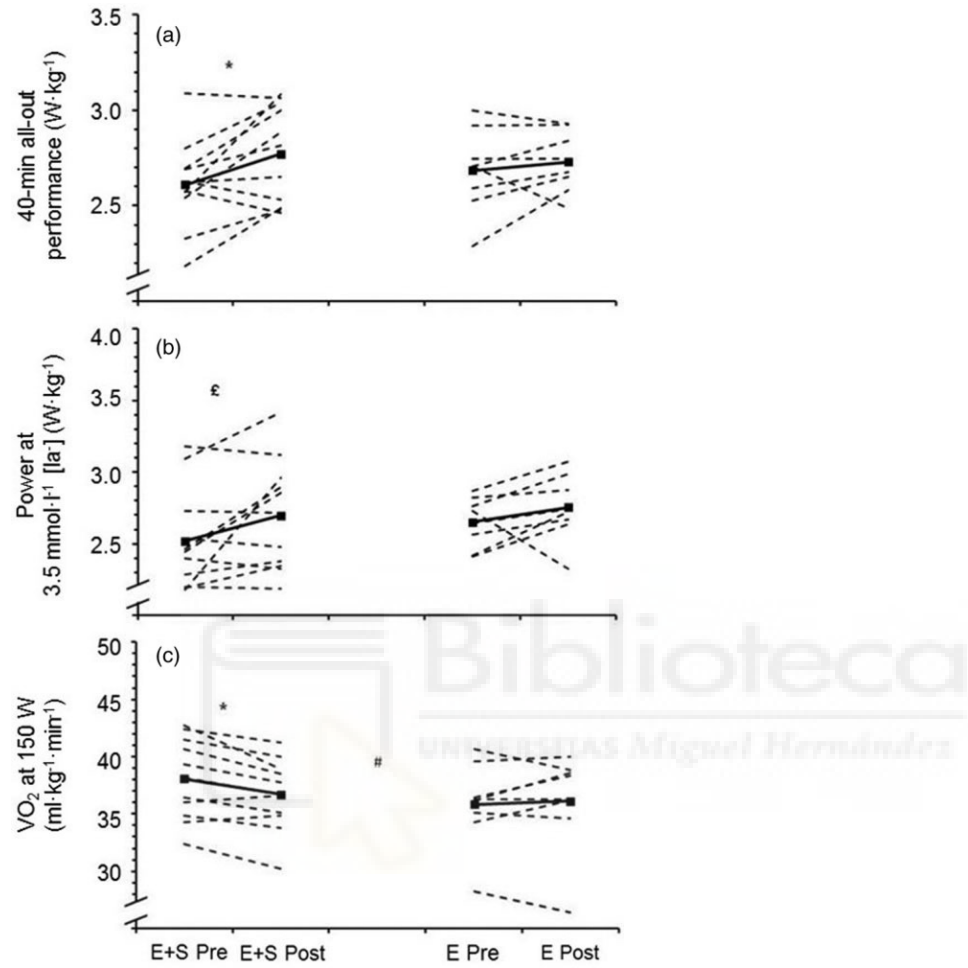 (a)
*
3.5
3.0
2.5
40-min all-out
performance (W·kg⁻¹)
(b)
£
4.0
3.5
3.0
2.5
Power at
3.5 mmol·l⁻¹ [la⁻] (W·kg⁻¹)
(c)
*
#
50
45
40
35
30
VO₂ at 150 W
(ml·kg⁻¹·min⁻¹)
Biblioteca
UNIVERSITAS Miguel Hernández
E+S Pre E+S Post E Pre E Post